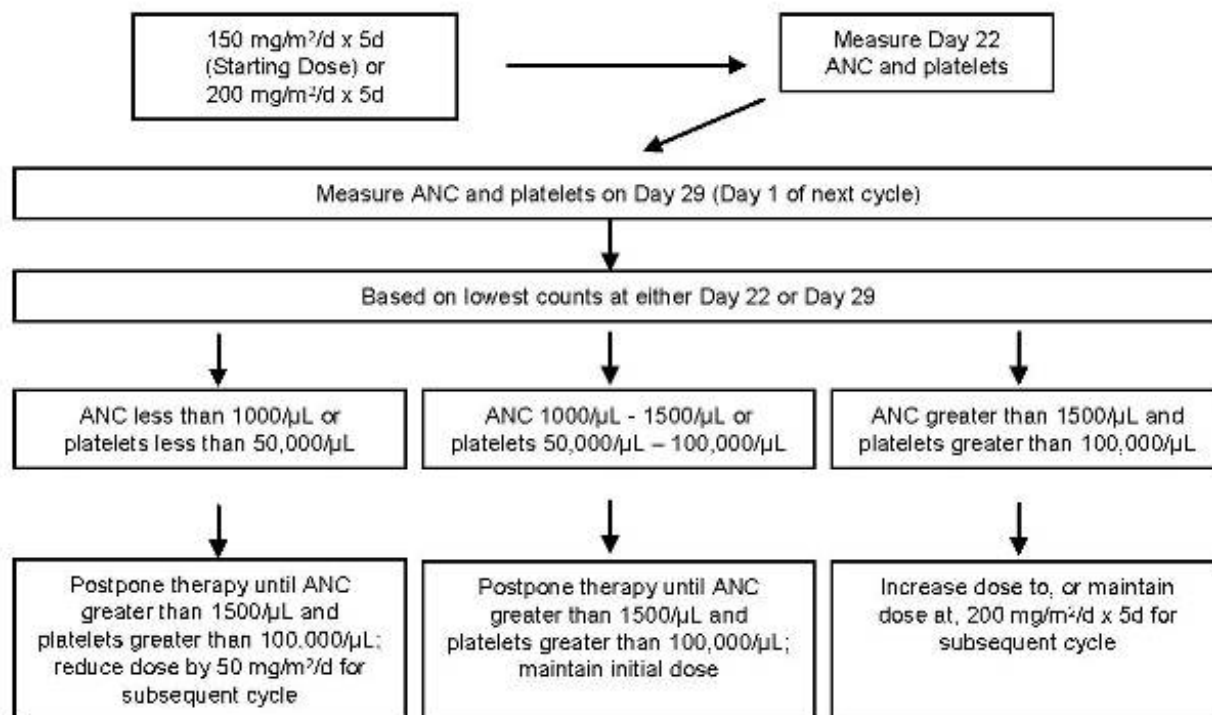 150 mg/m²/d x 5d
(Starting Dose) or
200 mg/m²/d x 5d
Measure Day 22
ANC and platelets
Measure ANC and platelets on Day 29 (Day 1 of next cycle)
Based on lowest counts at either Day 22 or Day 29
ANC less than 1000/µL or
platelets less than 50,000/µL
ANC 1000/µL - 1500/µL or
platelets 50,000/µL – 100,000/µL
ANC greater than 1500/µL and
platelets greater than 100,000/µL
Postpone therapy until ANC
greater than 1500/µL and
platelets greater than 100,000/µL;
reduce dose by 50 mg/m²/d for
subsequent cycle
Postpone therapy until ANC
greater than 1500/µL and
platelets greater than 100,000/µL;
maintain initial dose
Increase dose to, or maintain
dose at, 200 mg/m²/d x 5d for
subsequent cycle